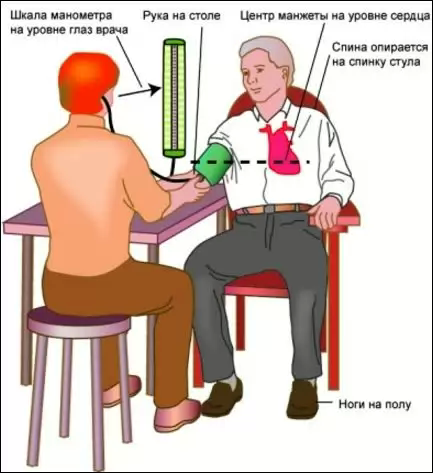 Шкала манометра
на уровне глаз врача
Рука на столе
Центр манжеты на уровне сердца
Спина опирается
на спинку стула
Ноги на полу